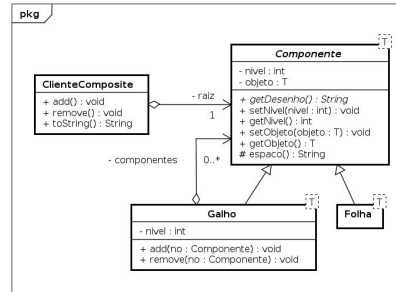 pkg
T
Componente
- nivel : int
- objeto : T
+ getDesenho() : String
+ setNivel(nivel : int) : void
+ getNivel() : int
+ setObjeto(objeto : T) : void
+ getObjeto() : T
# espaco() : String
ClienteComposite
+ add() : void
+ remove() : void
+ toString() : String
- raiz
1
- componentes
0..*
T
Galho
- nivel : int
+ add(no : Componente) : void
+ remove(no : Componente) : void
T
Folha